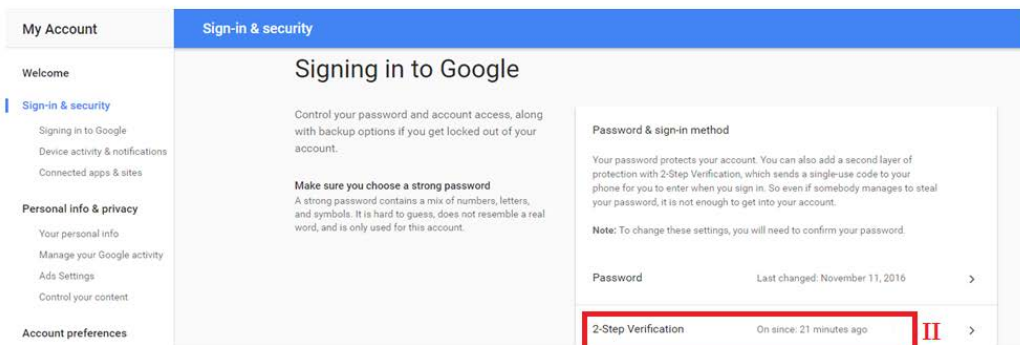 My Account
Sign-in & security
Welcome
Sign-in & security
Signing in to Google
Device activity & notifications
Connected apps & sites
Personal info & privacy
Your personal info
Manage your Google activity
Ads Settings
Control your content
Account preferences
Signing in to Google
Control your password and account access, along
with backup options if you get locked out of your
account.
Make sure you choose a strong password
A strong password contains a mix of numbers, letters,
and symbols. It is hard to guess, does not resemble a real
word, and is only used for this account.
Password & sign-in method
Your password protects your account. You can also add a second layer of
protection with 2-Step Verification, which sends a single-use code to your
phone for you to enter when you sign in. So even if somebody manages to steal
your password, it is not enough to get into your account.
Note: To change these settings, you will need to confirm your password.
Password Last changed: November 11, 2016
2-Step Verification On since: 21 minutes ago II